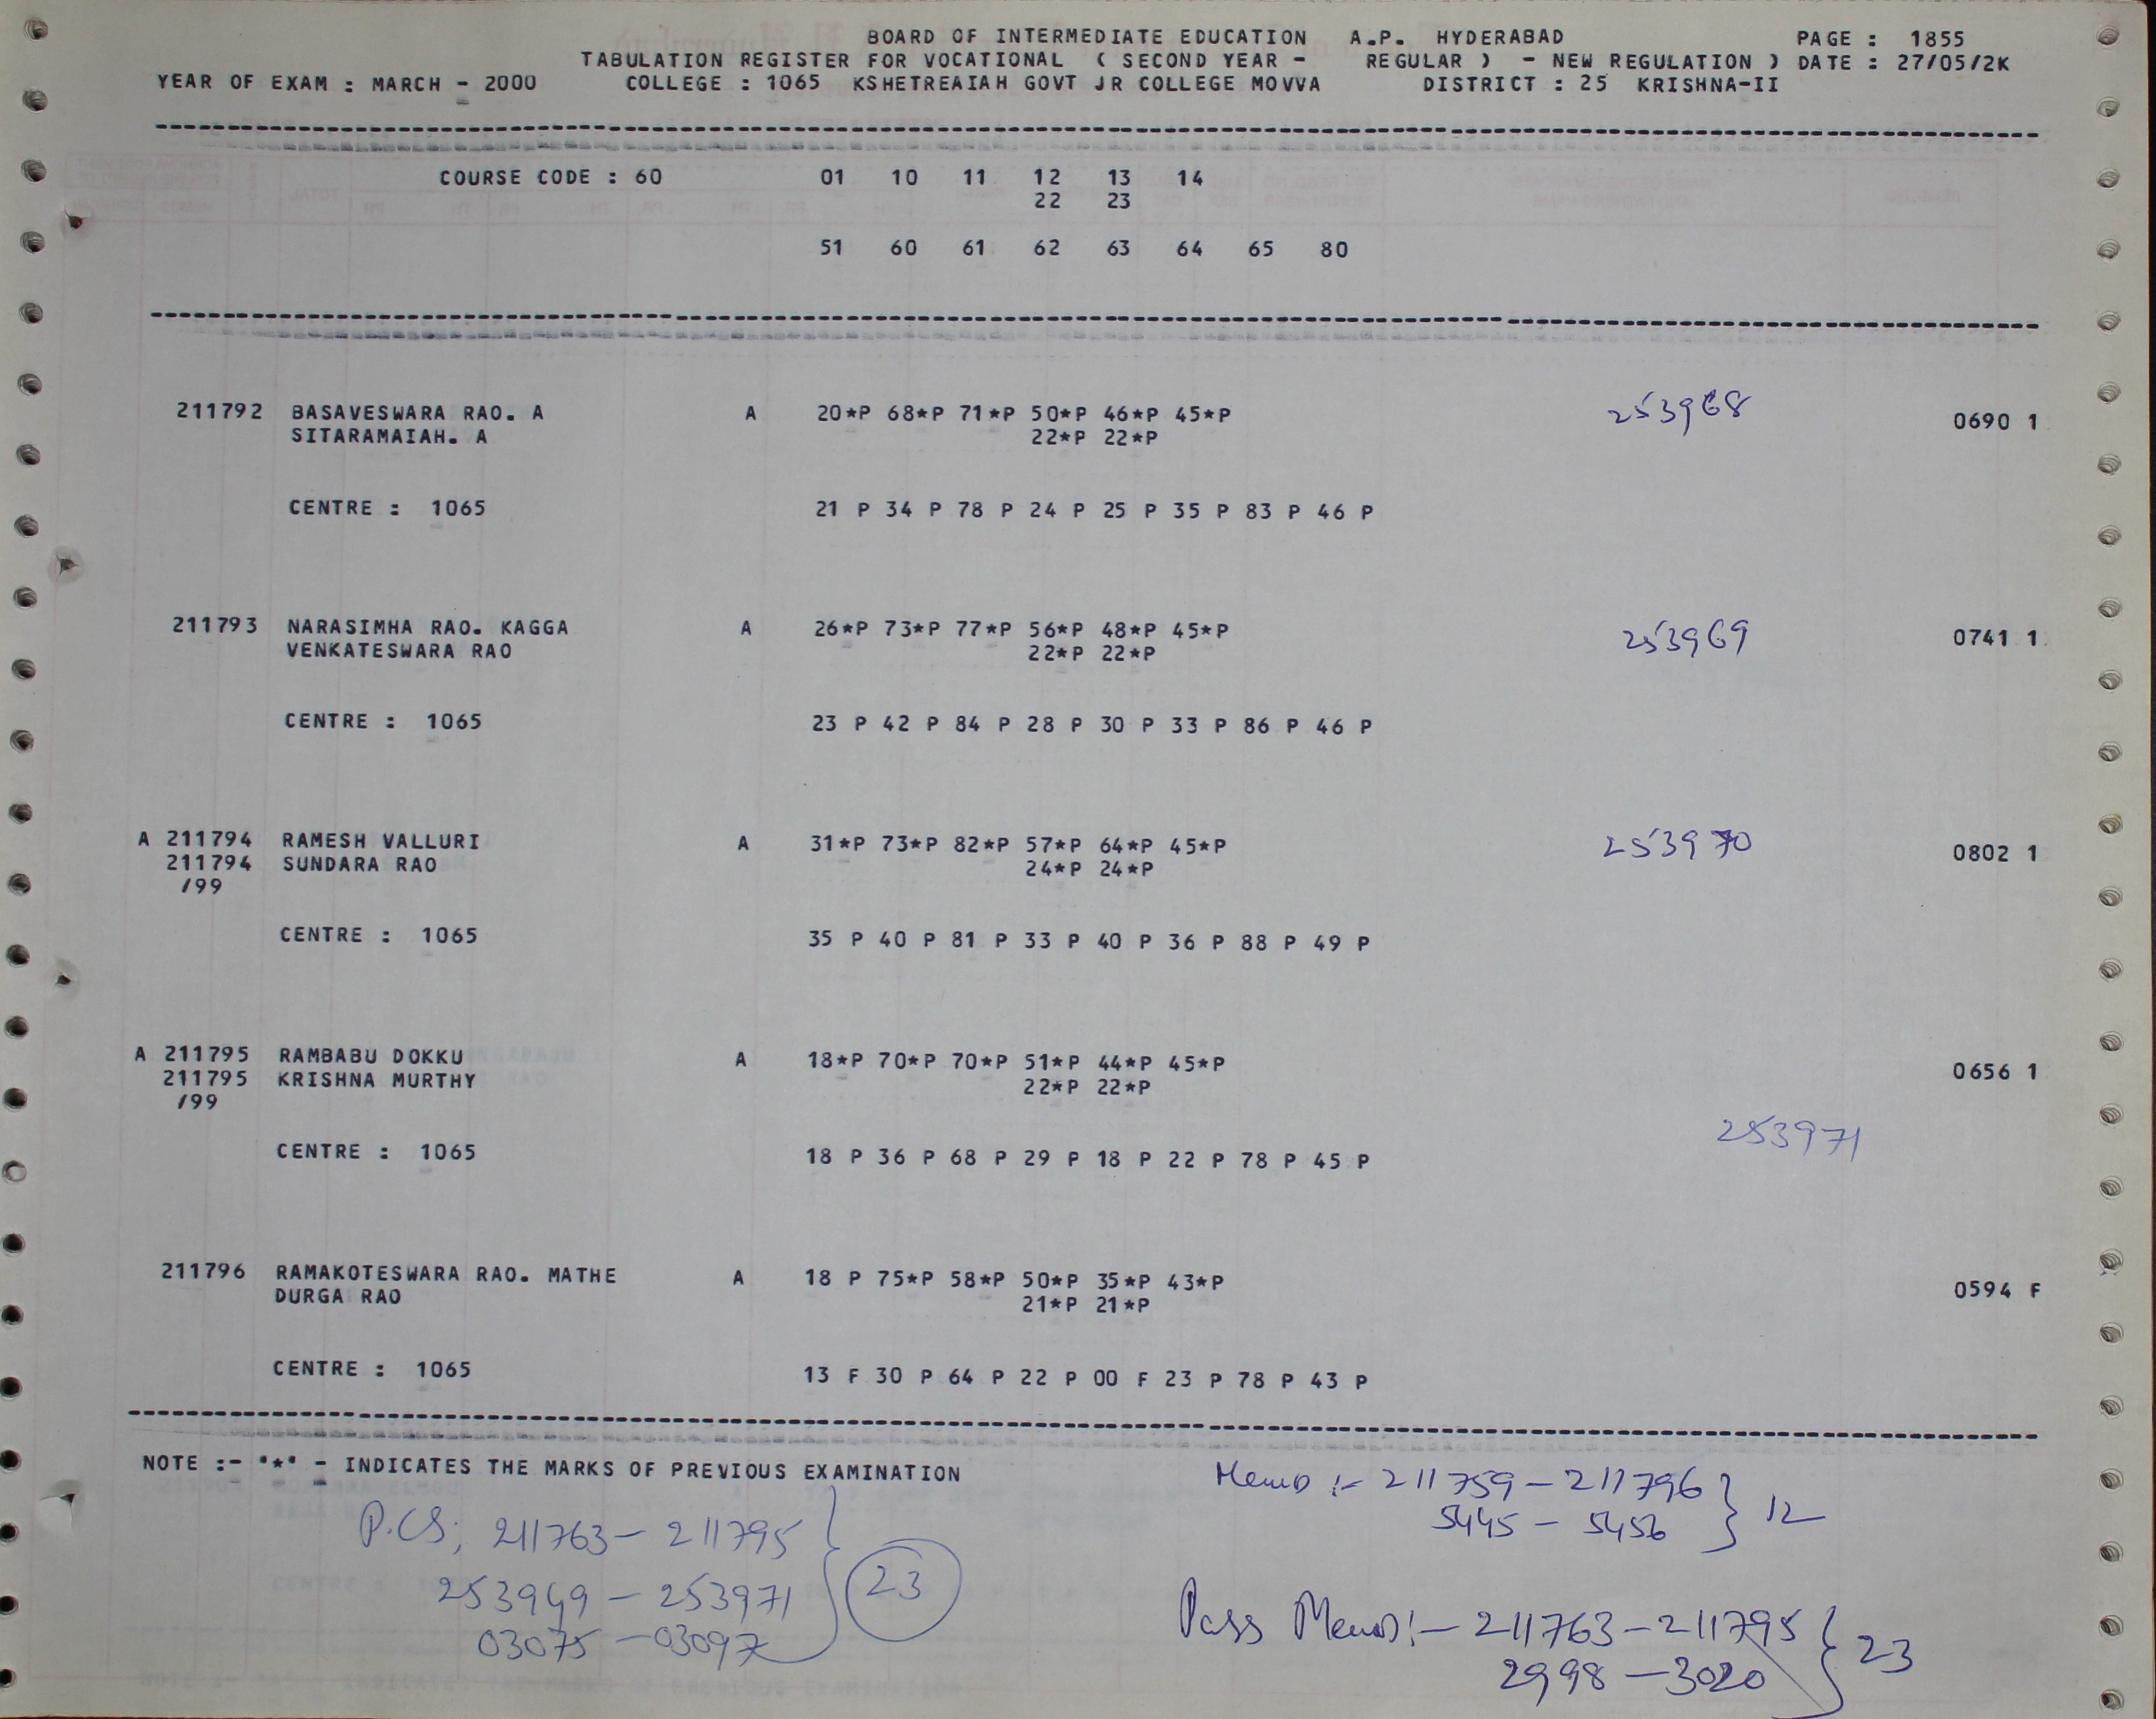 BOARD OF INTERMEDIATE EDUCATION A.P. HYDERABAD PAGE : 1855
TABULATION REGISTER FOR VOCATIONAL ( SECOND YEAR - REGULAR ) - NEW REGULATION ) DATE : 27/05/2K
YEAR OF EXAM : MARCH - 2000 COLLEGE : 1065 KSHETREAIAH GOVT JR COLLEGE MOVVA DISTRICT : 25 KRISHNA-II
COURSE CODE : 60 01 10 11 12 13 14
22 23
51 60 61 62 63 64 65 80
211792 BASAVESWARA RAO. A A 20*P 68*P 71*P 50*P 46*P 45*P 253968 0690 1
SITARAMAIAH. A 22*P 22*P
CENTRE : 1065 21 P 34 P 78 P 24 P 25 P 35 P 83 P 46 P
211793 NARASIMHA RAO. KAGGA A 26*P 73*P 77*P 56*P 48*P 45*P 253969 0741 1
VENKATESWARA RAO 22*P 22*P
CENTRE : 1065 23 P 42 P 84 P 28 P 30 P 33 P 86 P 46 P
A 211794 RAMESH VALLURI A 31*P 73*P 82*P 57*P 64*P 45*P 253970 0802 1
211794 SUNDARA RAO 24*P 24*P
/99
CENTRE : 1065 35 P 40 P 81 P 33 P 40 P 36 P 88 P 49 P
A 211795 RAMBABU DOKKU A 18*P 70*P 70*P 51*P 44*P 45*P 0656 1
211795 KRISHNA MURTHY 22*P 22*P
/99
253971
CENTRE : 1065 18 P 36 P 68 P 29 P 18 P 22 P 78 P 45 P
211796 RAMAKOTESWARA RAO. MATHE A 18 P 75*P 58*P 50*P 35*P 43*P 0594 F
DURGA RAO 21*P 21*P
CENTRE : 1065 13 F 30 P 64 P 22 P 00 F 23 P 78 P 43 P
NOTE :- "*" - INDICATES THE MARKS OF PREVIOUS EXAMINATION
Memo :- 211759 - 211796
5445 - 5456 } 12
P.CS; 211763 - 211795
253949 - 253971 } 23
03075 - 03097
Pass Memo :- 211763 - 211795
2998 - 3020 } 23